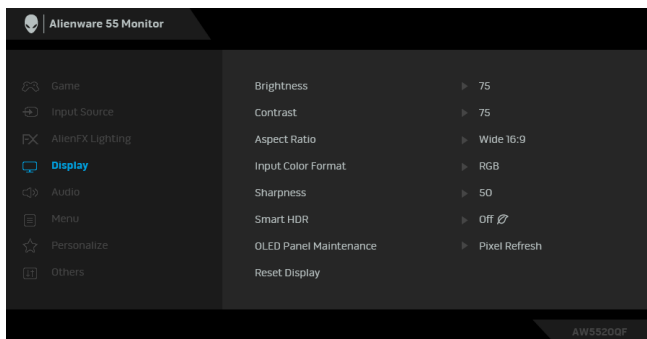 Alienware 55 Monitor
Game
Input Source
FX AlienFX Lighting
Display
Audio
Menu
Personalize
Others
Brightness 75
Contrast 75
Aspect Ratio Wide 16:9
Input Color Format RGB
Sharpness 50
Smart HDR Off
OLED Panel Maintenance Pixel Refresh
Reset Display
AW5520QF